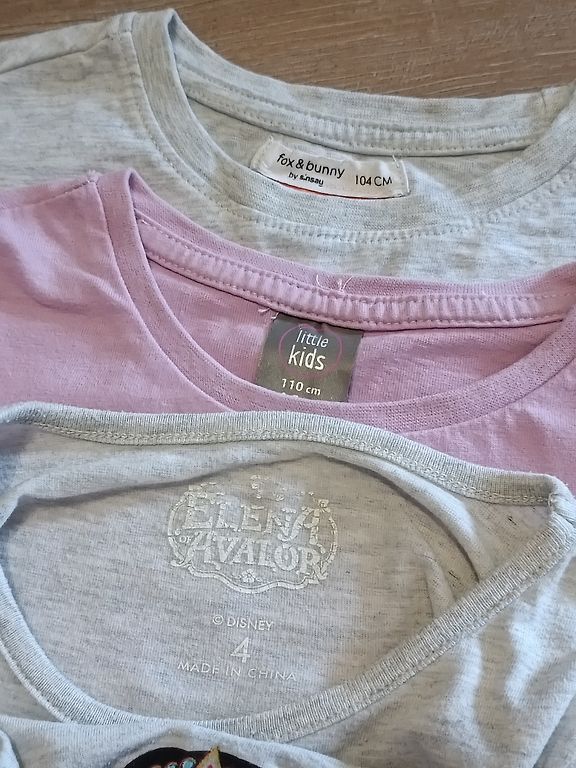 fox & bunny
by sinsay 104 CM
little
kids
110 cm
ELENA
OF AVALOR
© DISNEY
4
MADE IN CHINA